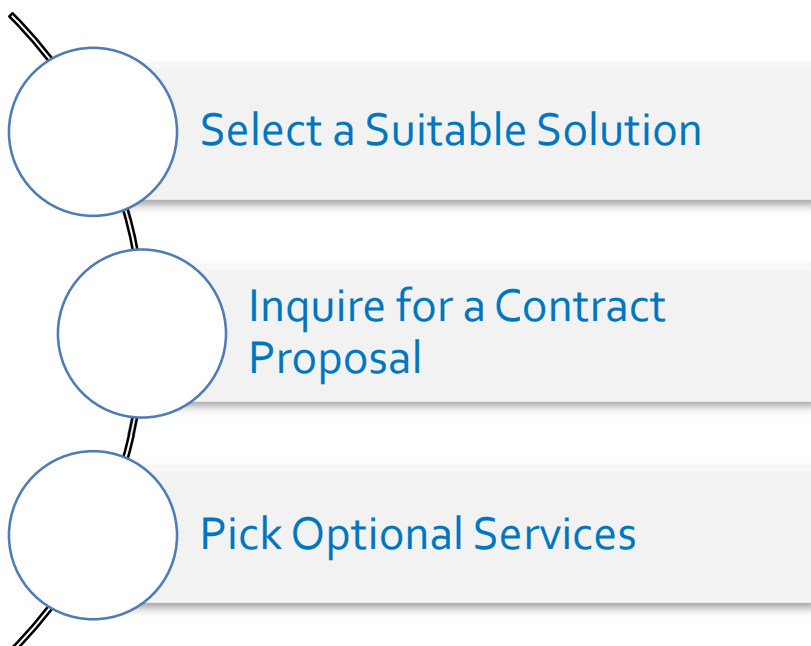 Select a Suitable Solution
Inquire for a Contract
Proposal
Pick Optional Services